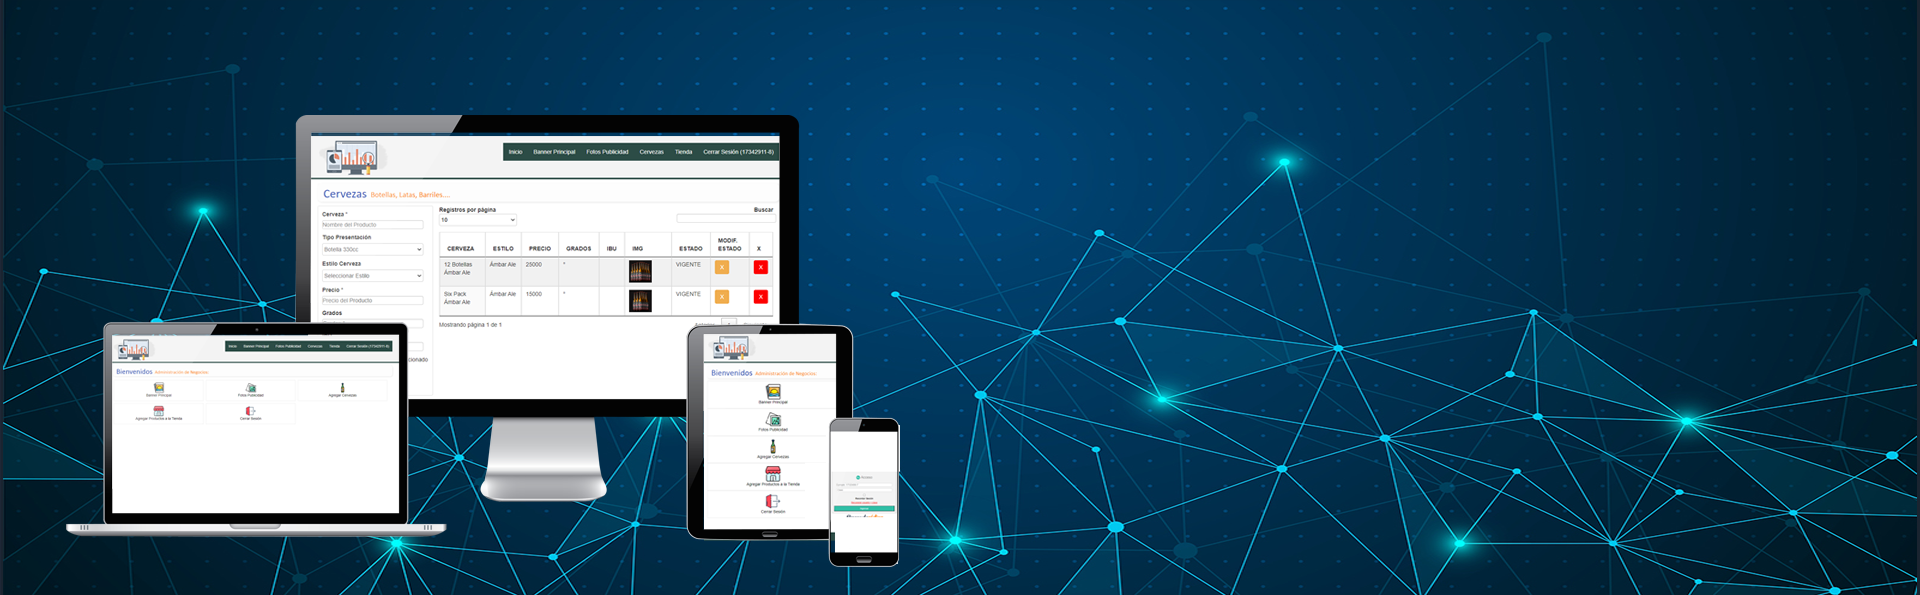 Inicio Banner Principal Fotos Publicidad Cervezas Tienda Cerrar Sesión (17342911-8)
Cervezas Botellas, Latas, Barriles....
Cerveza *
Nombre del Producto
Tipo Presentación
Botella 330cc
Estilo Cerveza
Seleccionar Estilo
Precio *
Precio del Producto
Grados
Registros por página
10
Buscar
CERVEZA ESTILO PRECIO GRADOS IBU IMG ESTADO MODIF. ESTADO X
12 Botellas Ámbar Ale Ámbar Ale 25000 ° VIGENTE X X
Six Pack Ámbar Ale Ámbar Ale 15000 ° VIGENTE X X
Mostrando página 1 de 1
cionado
Inicio Banner Principal Fotos Publicidad Cervezas Tienda Cerrar Sesión (17342911-8)
Bienvenidos Administración de Negocios:
Banner Principal
Fotos Publicidad
Agregar Cervezas
Agregar Productos a la Tienda
Cerrar Sesión
Bienvenidos Administración de Negocios:
Banner Principal
Fotos Publicidad
Agregar Cervezas
Agregar Productos a la Tienda
Cerrar Sesión